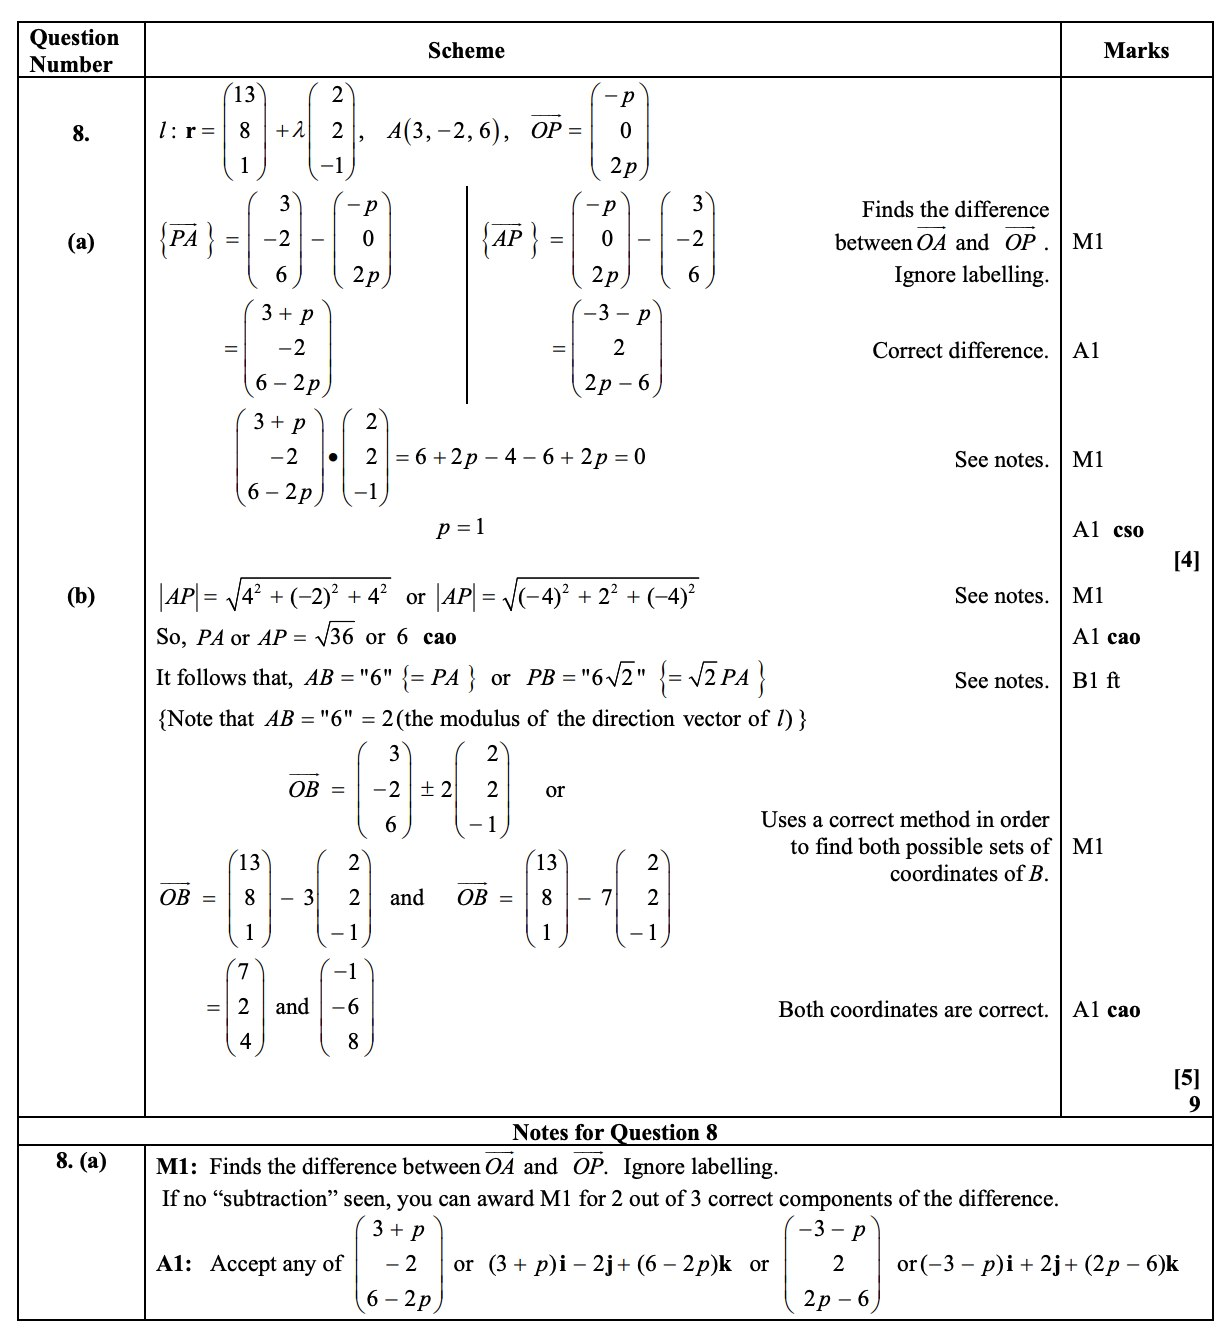 Question Number Scheme Marks
8. l : r = (13 8 1) + λ (2 2 −1), A(3, −2, 6), OP = (−p 0 2p)
(a) {PA} = (3 −2 6) − (−p 0 2p) {AP} = (−p 0 2p) − (3 −2 6) Finds the difference between OA and OP. Ignore labelling. M1
= (3 + p −2 6 − 2p) = (−3 − p 2 2p − 6) Correct difference. A1
(3 + p −2 6 − 2p) • (2 2 −1) = 6 + 2p − 4 − 6 + 2p = 0 See notes. M1
p = 1 A1 cso
[4]
(b) |AP| = √(4² + (−2)² + 4²) or |AP| = √((−4)² + 2² + (−4)²) See notes. M1
So, PA or AP = √36 or 6 cao A1 cao
It follows that, AB = "6" {= PA} or PB = "6√2" {= √2 PA} See notes. B1 ft
{Note that AB = "6" = 2(the modulus of the direction vector of l)}
OB = (3 −2 6) ± 2 (2 2 −1) or
Uses a correct method in order to find both possible sets of coordinates of B. M1
OB = (13 8 1) − 3 (2 2 −1) and OB = (13 8 1) − 7 (2 2 −1)
= (7 2 4) and (−1 −6 8) Both coordinates are correct. A1 cao
[5]
9
Notes for Question 8
8. (a) M1: Finds the difference between OA and OP. Ignore labelling.
If no “subtraction” seen, you can award M1 for 2 out of 3 correct components of the difference.
A1: Accept any of (3 + p −2 6 − 2p) or (3 + p)i − 2j + (6 − 2p)k or (−3 − p 2 2p − 6) or (−3 − p)i + 2j + (2p − 6)k